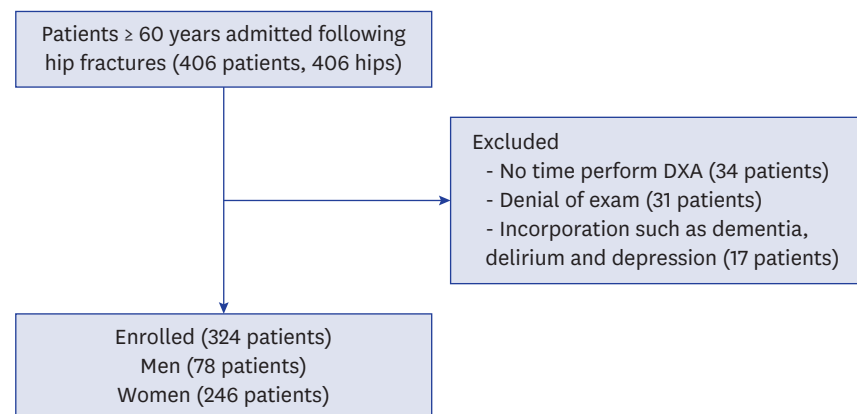 Patients ≥ 60 years admitted following
hip fractures (406 patients, 406 hips)
Excluded
- No time perform DXA (34 patients)
- Denial of exam (31 patients)
- Incorporation such as dementia,
delirium and depression (17 patients)
Enrolled (324 patients)
Men (78 patients)
Women (246 patients)